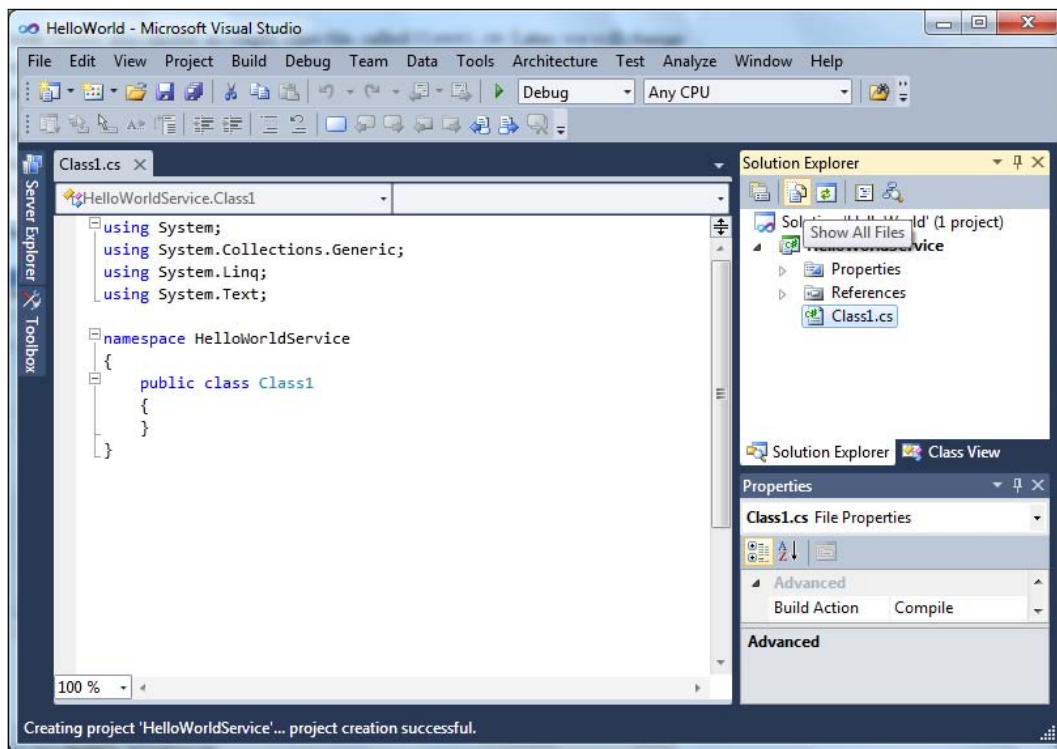 HelloWorld - Microsoft Visual Studio
File Edit View Project Build Debug Team Data Tools Architecture Test Analyze Window Help
Debug Any CPU
Server Explorer
Toolbox
Class1.cs
HelloWorldService.Class1
using System;
using System.Collections.Generic;
using System.Linq;
using System.Text;
namespace HelloWorldService
{
public class Class1
{
}
}
100 %
Solution Explorer
(1 project)
Show All Files
Properties
References
Class1.cs
Solution Explorer Class View
Properties
Class1.cs File Properties
Advanced
Build Action Compile
Advanced
Creating project 'HelloWorldService'... project creation successful.